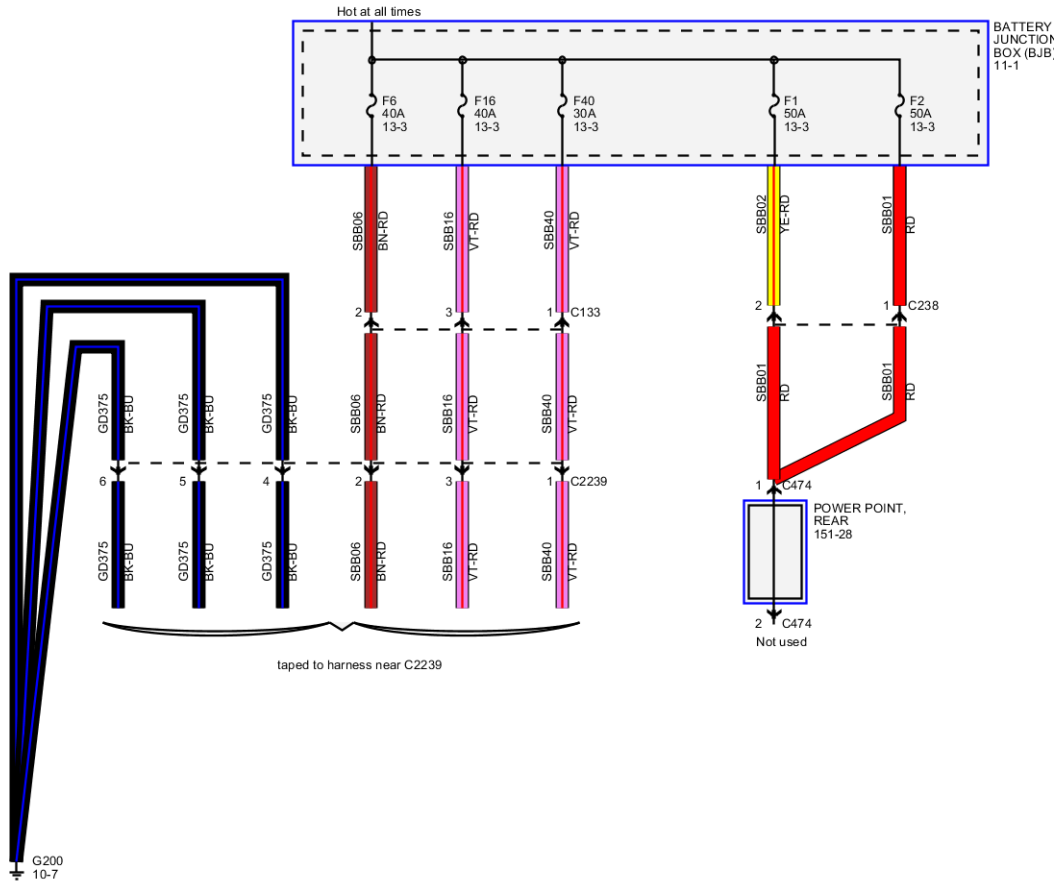 Hot at all times
BATTERY
JUNCTION
BOX (BJB)
11-1
F6
40A
13-3
F16
40A
13-3
F40
30A
13-3
F1
50A
13-3
F2
50A
13-3
SBB06
BN-RD
SBB16
VT-RD
SBB40
VT-RD
SBB02
YE-RD
SBB01
RD
2
3
1
C133
2
1
C238
GD375
BK-BU
GD375
BK-BU
GD375
BK-BU
SBB06
BN-RD
SBB16
VT-RD
SBB40
VT-RD
SBB01
RD
SBB01
RD
6
5
4
2
3
1
C2239
1
C474
GD375
BK-BU
GD375
BK-BU
GD375
BK-BU
SBB06
BN-RD
SBB16
VT-RD
SBB40
VT-RD
POWER POINT,
REAR
151-28
2
C474
Not used
taped to harness near C2239
G200
10-7